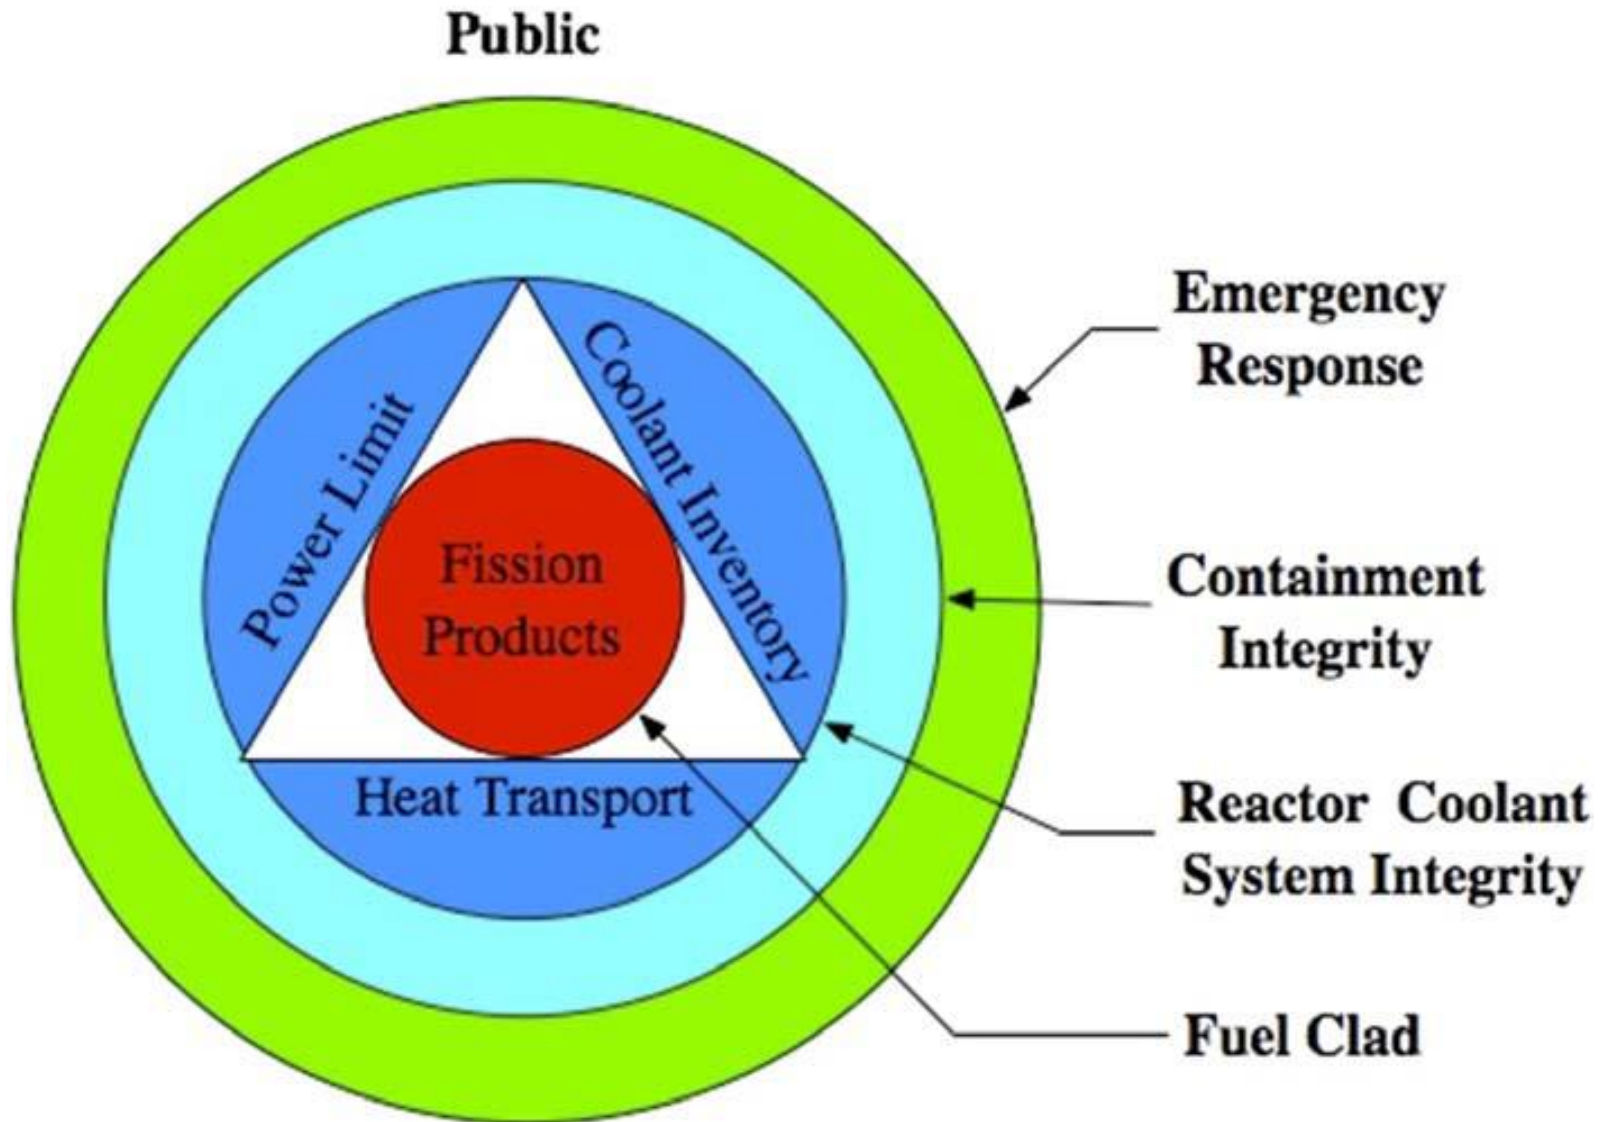 Public
Emergency
Response
Coolant Inventory
Power Limit
Fission
Products
Containment
Integrity
Heat Transport
Reactor Coolant
System Integrity
Fuel Clad